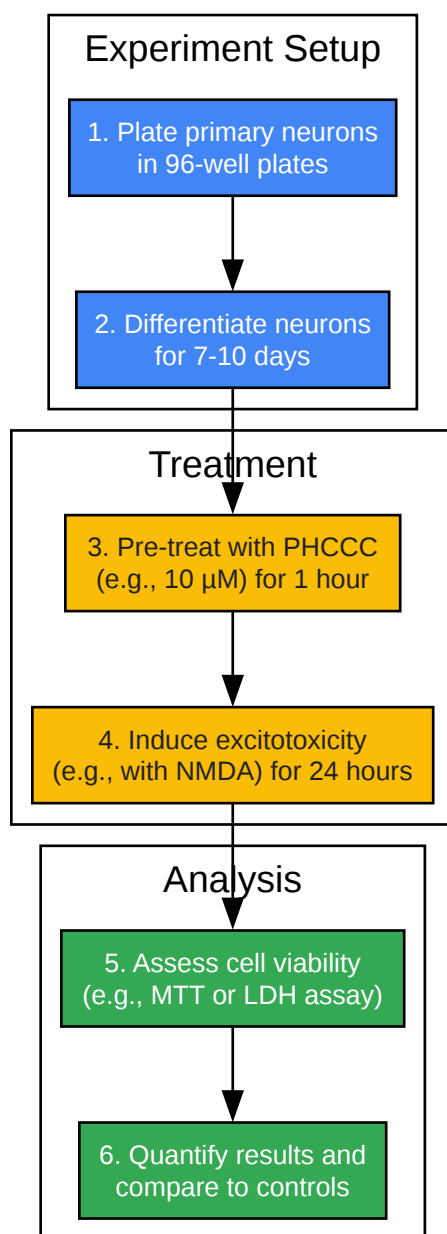 Experiment Setup
1. Plate primary neurons
in 96-well plates
2. Differentiate neurons
for 7-10 days
Treatment
3. Pre-treat with PHCCC
(e.g., 10 µM) for 1 hour
4. Induce excitotoxicity
(e.g., with NMDA) for 24 hours
Analysis
5. Assess cell viability
(e.g., MTT or LDH assay)
6. Quantify results and
compare to controls